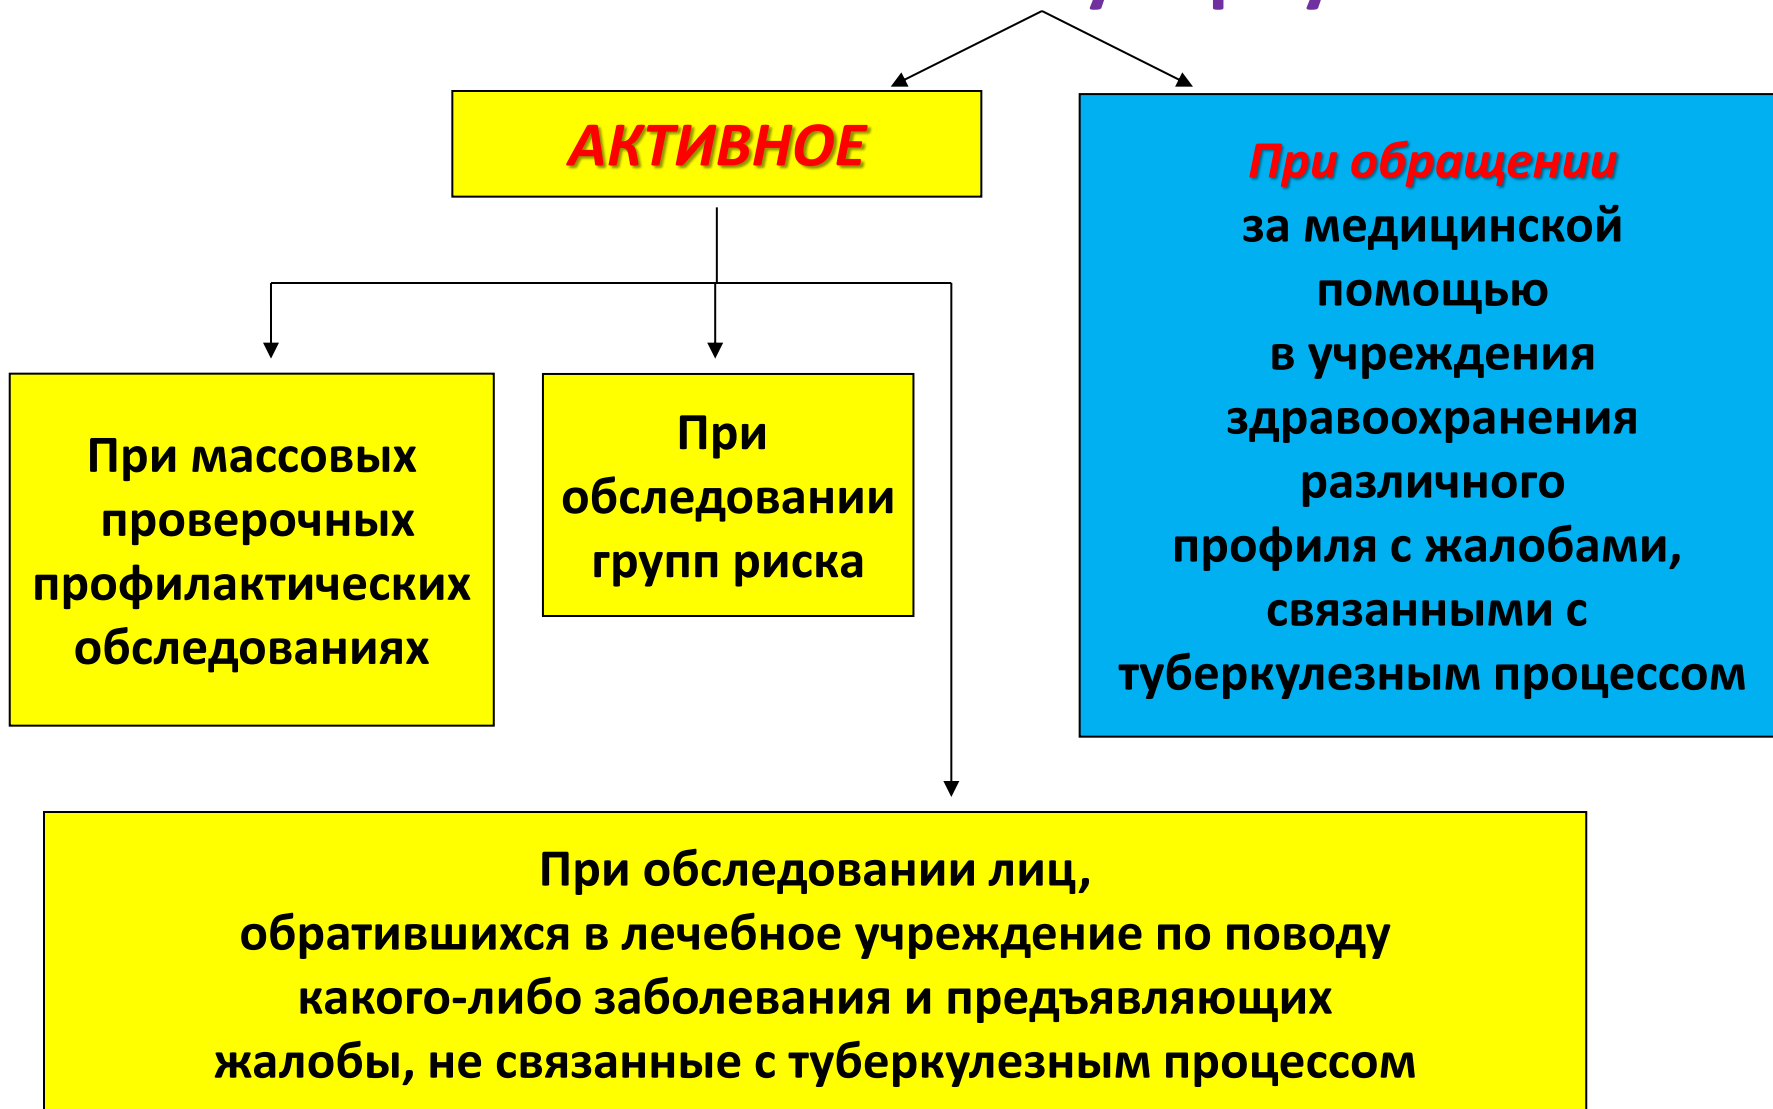 АКТИВНОЕ
При обращении
за медицинской
помощью
в учреждения
здравоохранения
различного
профиля с жалобами,
связанными с
туберкулезным процессом
При массовых
проверочных
профилактических
обследованиях
При
обследовании
групп риска
При обследовании лиц,
обратившихся в лечебное учреждение по поводу
какого-либо заболевания и предъявляющих
жалобы, не связанные с туберкулезным процессом